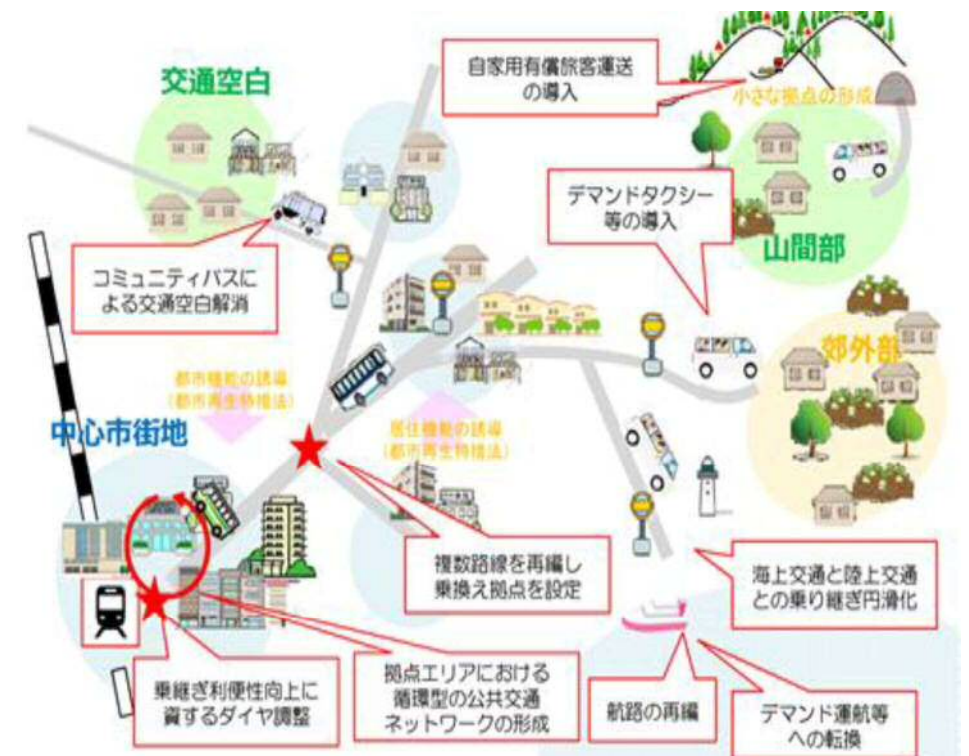 自家用有償旅客運送
の導入
小さな拠点の形成
交通空白
デマンドタクシー
等の導入
山間部
コミュニティバスに
よる交通空白解消
郊外部
都市機能の誘導
(都市再生特措法)
中心市街地
居住機能の誘導
(都市再生特措法)
複数路線を再編し
乗換え拠点を設定
海上交通と陸上交通
との乗り継ぎ円滑化
乗継ぎ利便性向上に
資するダイヤ調整
拠点エリアにおける
循環型の公共交通
ネットワークの形成
航路の再編
デマンド運航等
への転換